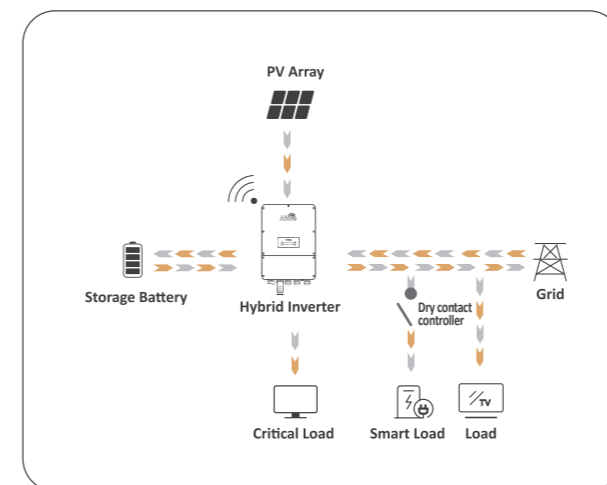 PV Array
Storage Battery
Hybrid Inverter
Dry contact
controller
Grid
Critical Load
Smart Load
Load
TV